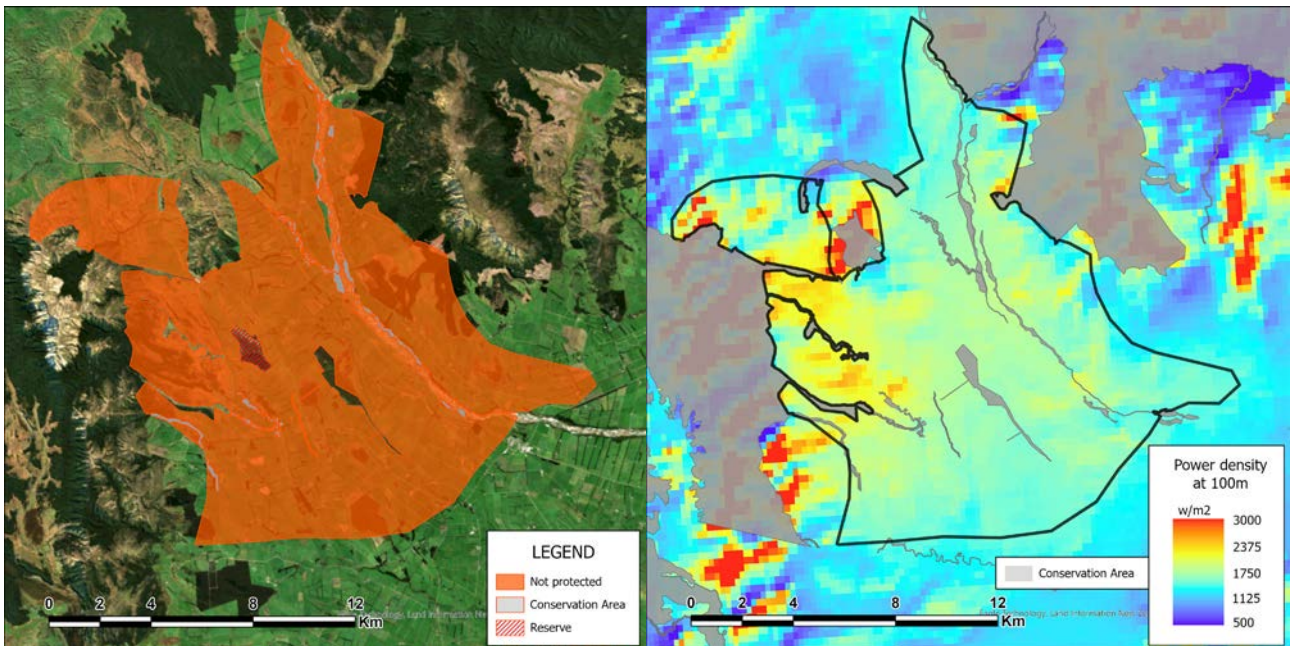 LEGEND
Not protected
Conservation Area
Reserve
0 2 4 8 12
Km
Power density
at 100m
w/m2
3000
2375
1750
1125
500
Conservation Area
0 2 4 8 12
Km